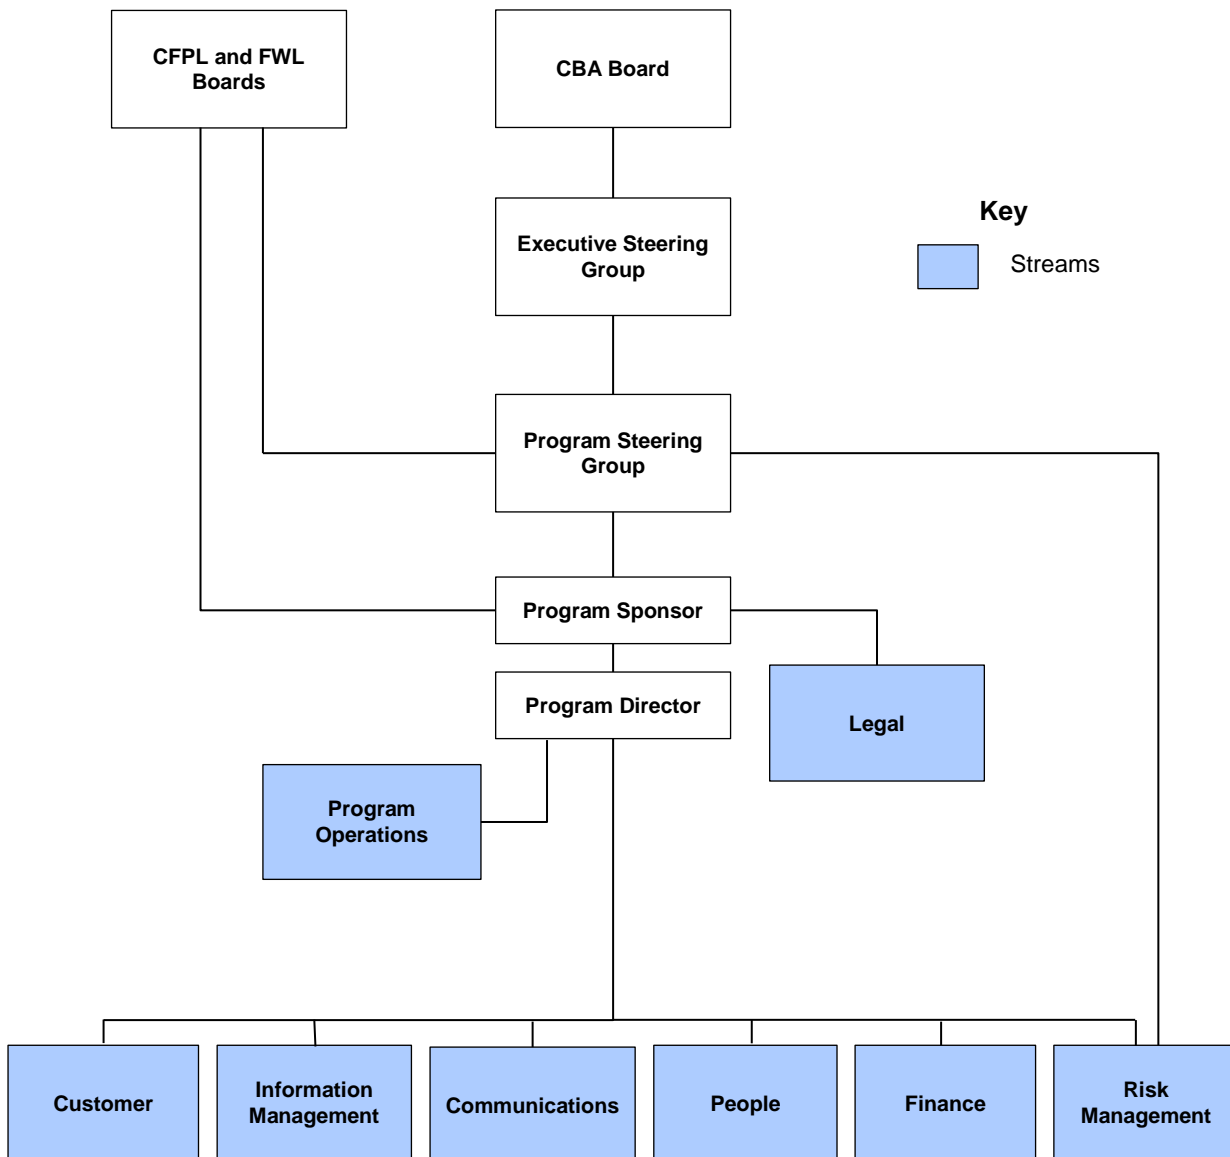 CFPL and FWL
Boards
CBA Board
Executive Steering
Group
Key
Streams
Program Steering
Group
Program Sponsor
Program Director
Legal
Program
Operations
Customer
Information
Management
Communications
People
Finance
Risk
Management